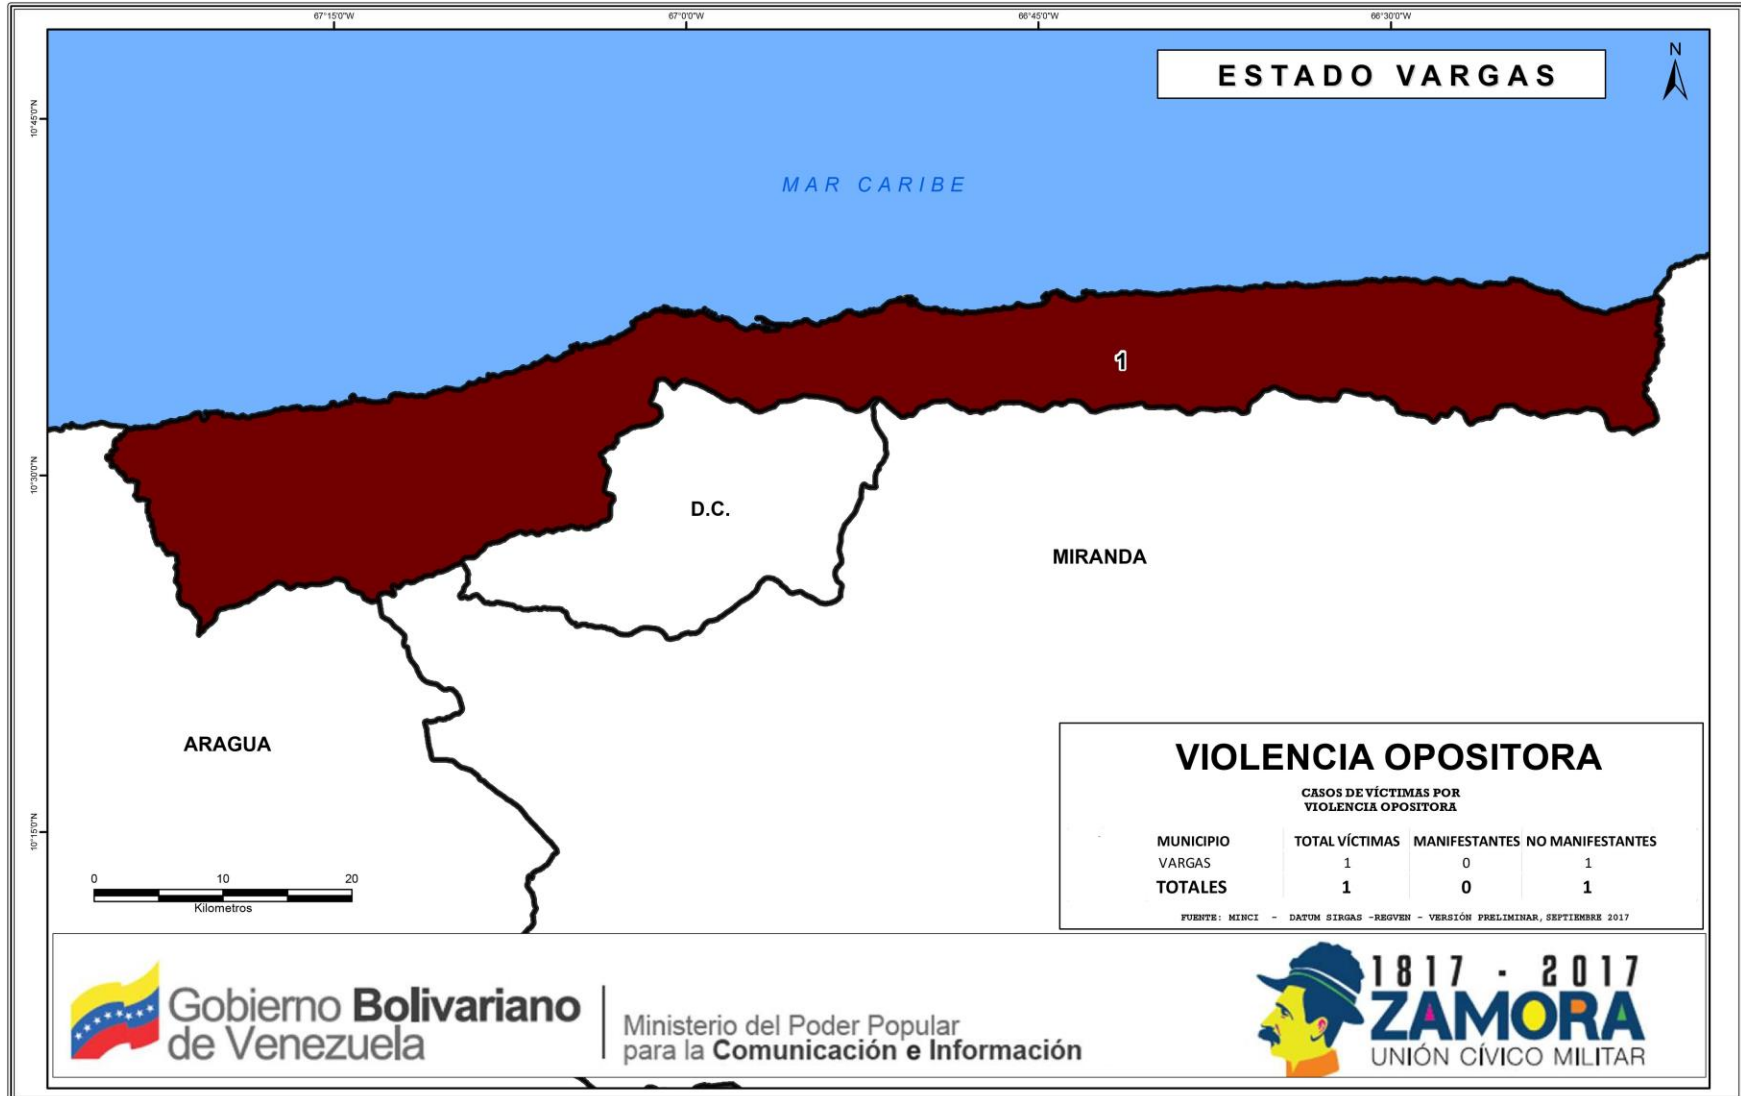 67°15'0"W 67°0'0"W 66°45'0"W 66°30'0"W
ESTADO VARGAS
N
10°45'0"N
MAR CARIBE
1
10°30'0"N
D.C.
MIRANDA
ARAGUA
10°15'0"N
0 10 20
Kilometros
VIOLENCIA OPOSITORA
CASOS DE VÍCTIMAS POR
VIOLENCIA OPOSITORA
MUNICIPIO TOTAL VÍCTIMAS MANIFESTANTES NO MANIFESTANTES
VARGAS 1 0 1
TOTALES 1 0 1
FUENTE: MINCI - DATUM SIRGAS -REGVEN - VERSIÓN PRELIMINAR, SEPTIEMBRE 2017
Gobierno Bolivariano
de Venezuela
Ministerio del Poder Popular
para la Comunicación e Información
1817 - 2017
ZAMORA
UNIÓN CÍVICO MILITAR